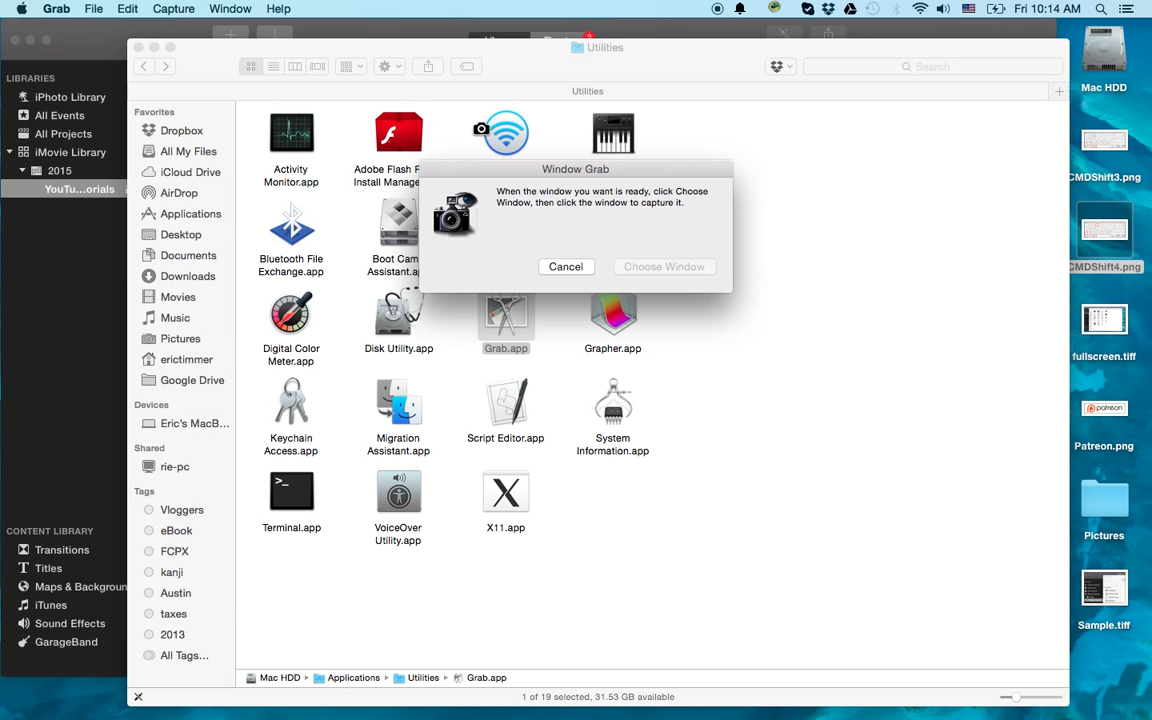 Grab File Edit Capture Window Help Fri 10:14 AM
Utilities
Search
Utilities
LIBRARIES
iPhoto Library
All Events
All Projects
iMovie Library
2015
YouTu...orials
CONTENT LIBRARY
Transitions
Titles
Maps & Backgroun
iTunes
Sound Effects
GarageBand
Favorites
Dropbox
All My Files
iCloud Drive
AirDrop
Applications
Desktop
Documents
Downloads
Movies
Music
Pictures
erictimmer
Google Drive
Devices
Eric's MacB...
Shared
rie-pc
Tags
Vloggers
eBook
FCPX
kanji
Austin
taxes
2013
All Tags...
Activity
Monitor.app
Adobe Flash P
Install Manage
Window Grab
When the window you want is ready, click Choose
Window, then click the window to capture it.
Cancel Choose Window
Bluetooth File
Exchange.app
Boot Cam
Assistant.a
Digital Color
Meter.app
Disk Utility.app
Grab.app
Grapher.app
Keychain
Access.app
Migration
Assistant.app
Script Editor.app
System
Information.app
Terminal.app
VoiceOver
Utility.app
X11.app
Mac HDD Applications Utilities Grab.app
1 of 19 selected, 31.53 GB available
Mac HDD
CMDShift3.png
CMDShift4.png
fullscreen.tiff
patreon
Patreon.png
Pictures
Sample.tiff